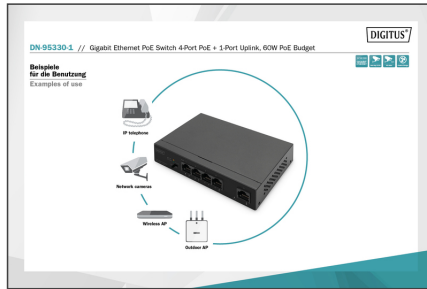 DIGITUS®
DN-95330-1 // Gigabit Ethernet PoE Switch 4-Port PoE + 1-Port Uplink, 60W PoE Budget
Beispiele
für die Benutzung
Examples of use
IP telephone
Network cameras
Wireless AP
Outdoor AP